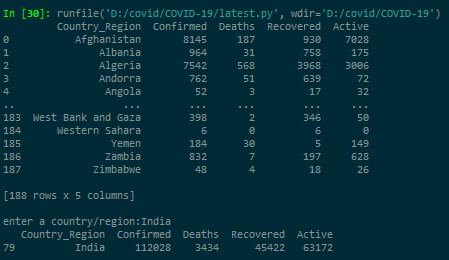 In [30]: runfile('D:/covid/COVID-19/latest.py', wdir='D:/covid/COVID-19')
Country_Region Confirmed Deaths Recovered Active
0 Afghanistan 8145 187 930 7028
1 Albania 964 31 758 175
2 Algeria 7542 568 3968 3006
3 Andorra 762 51 639 72
4 Angola 52 3 17 32
.. ... ... ... ... ...
183 West Bank and Gaza 398 2 346 50
184 Western Sahara 6 0 6 0
185 Yemen 184 30 5 149
186 Zambia 832 7 197 628
187 Zimbabwe 48 4 18 26
[188 rows x 5 columns]
enter a country/region:India
Country_Region Confirmed Deaths Recovered Active
79 India 112028 3434 45422 63172